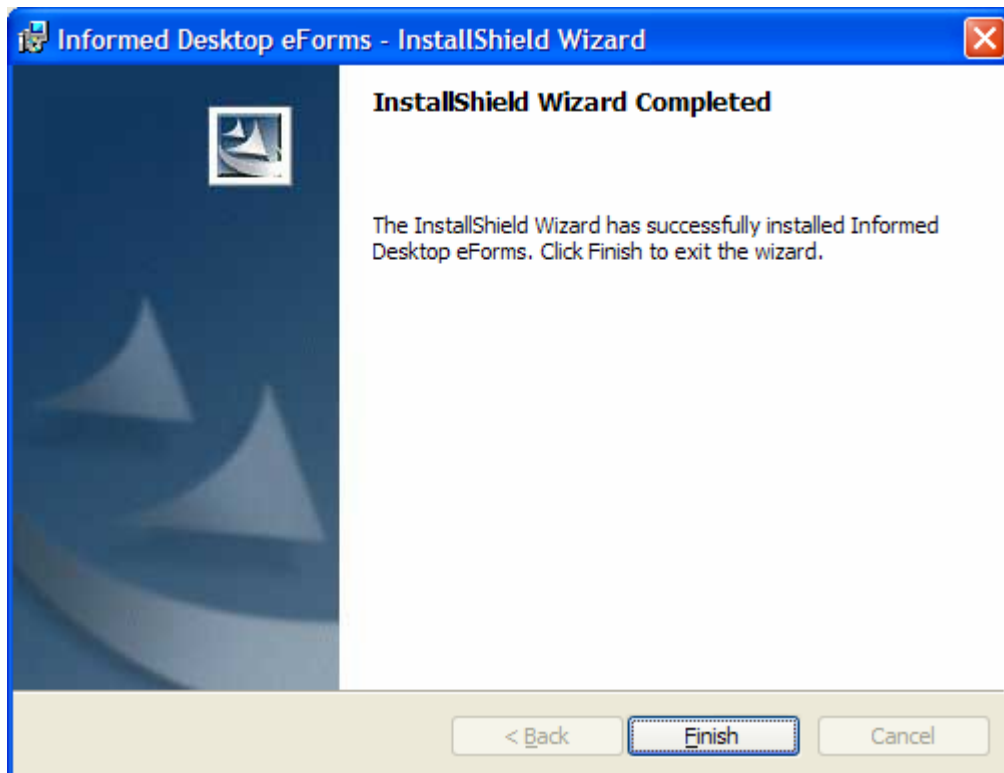 Informed Desktop eForms - InstallShield Wizard
InstallShield Wizard Completed
The InstallShield Wizard has successfully installed Informed
Desktop eForms. Click Finish to exit the wizard.
< Back Finish Cancel